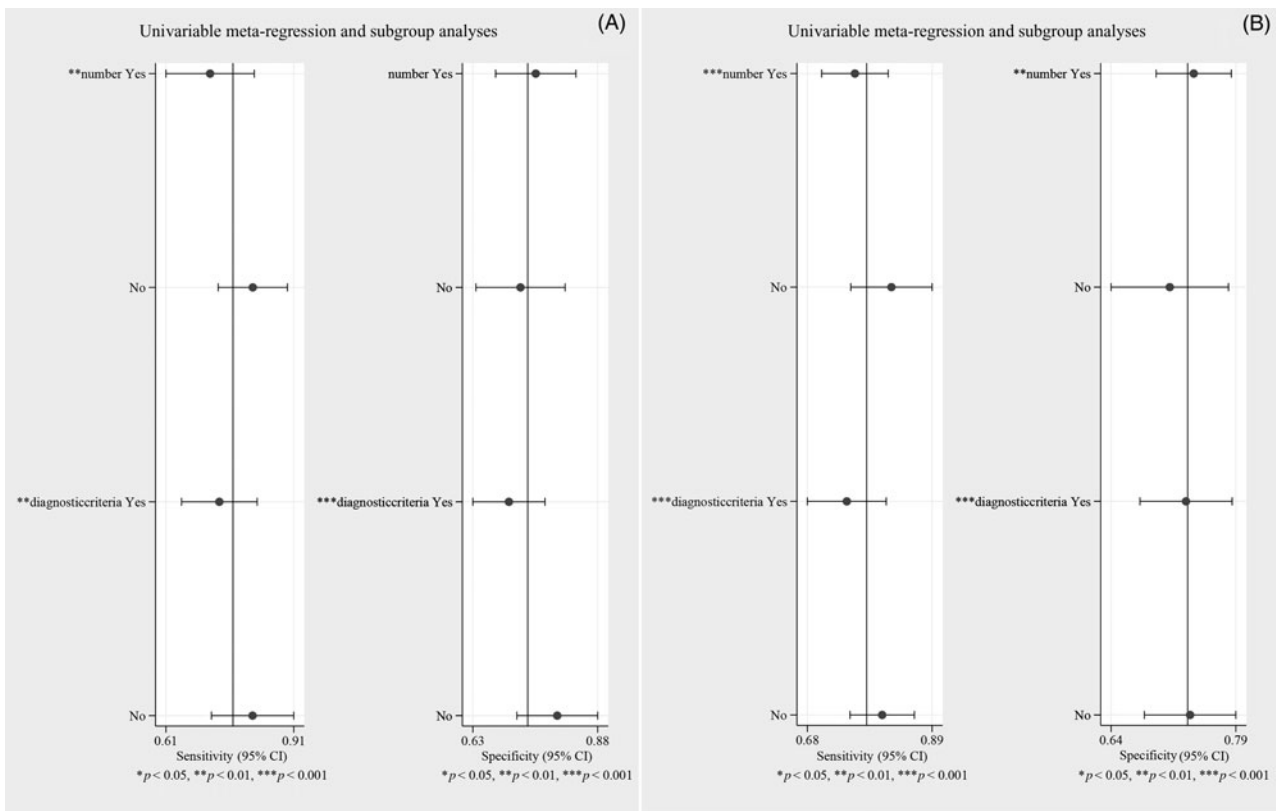 Univariable meta-regression and subgroup analyses
(A)
**number Yes
No
**diagnosticcriteria Yes
No
0.61
0.91
Sensitivity (95% CI)
*p < 0.05, **p < 0.01, ***p < 0.001
number Yes
No
***diagnosticcriteria Yes
No
0.63
0.88
Specificity (95% CI)
*p < 0.05, **p < 0.01, ***p < 0.001
Univariable meta-regression and subgroup analyses
(B)
***number Yes
No
***diagnosticcriteria Yes
No
0.68
0.89
Sensitivity (95% CI)
*p < 0.05, **p < 0.01, ***p < 0.001
**number Yes
No
***diagnosticcriteria Yes
No
0.64
0.79
Specificity (95% CI)
*p < 0.05, **p < 0.01, ***p < 0.001